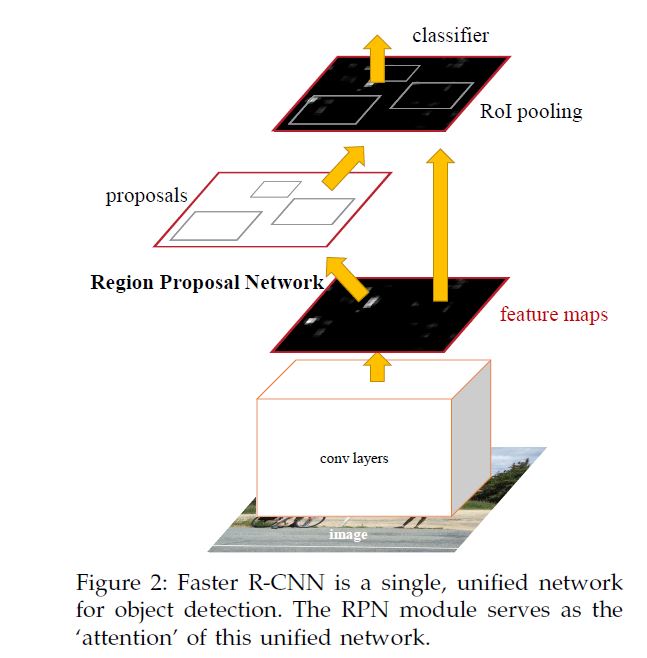 classifier
RoI pooling
proposals
Region Proposal Network
feature maps
conv layers
image
Figure 2: Faster R-CNN is a single, unified network
for object detection. The RPN module serves as the
‘attention’ of this unified network.